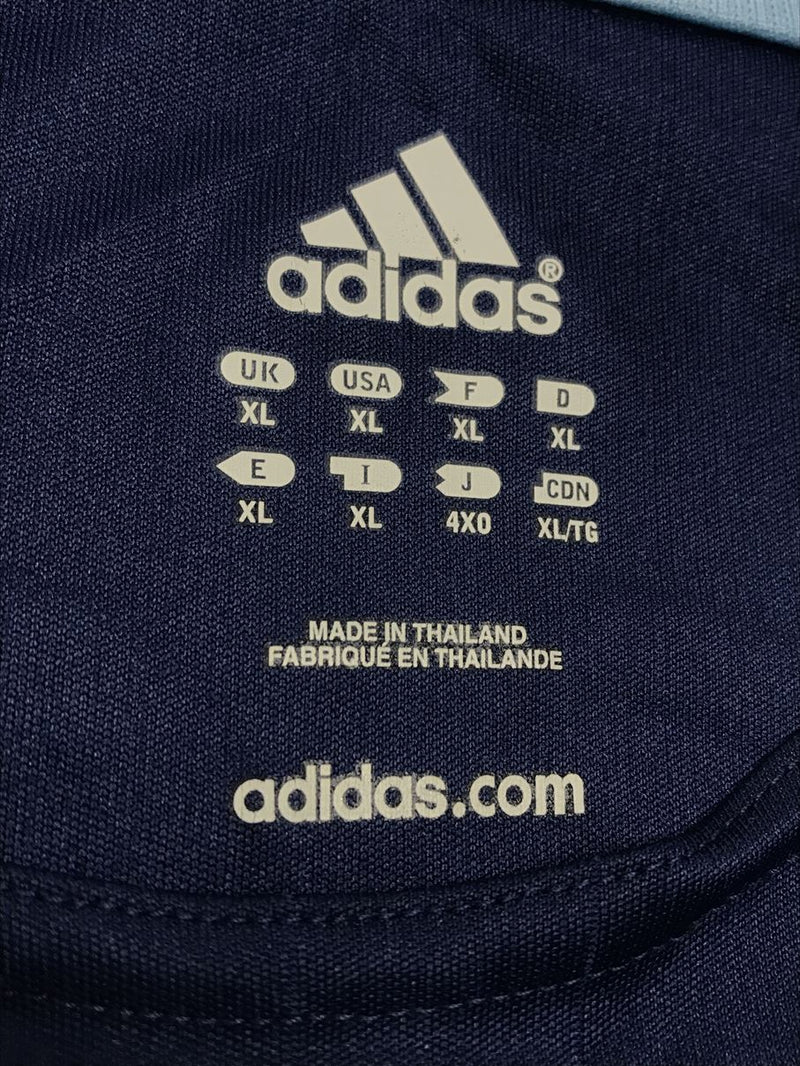 adidas®
UK USA F D
XL XL XL XL
E I J CDN
XL XL 4XO XL/TG
MADE IN THAILAND
FABRIQUÉ EN THAILANDE
adidas.com